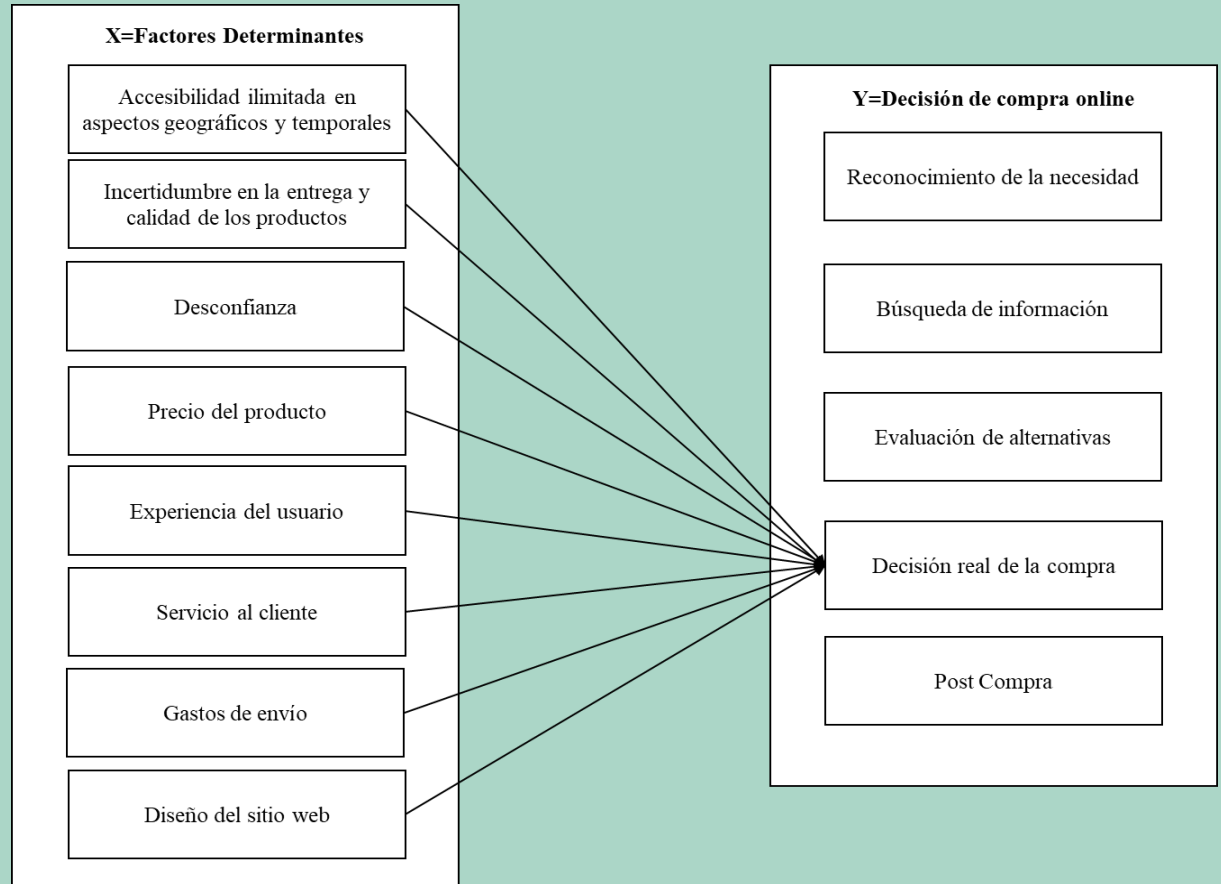 X=Factores Determinantes
Accesibilidad ilimitada en
aspectos geográficos y temporales
Incertidumbre en la entrega y
calidad de los productos
Desconfianza
Precio del producto
Experiencia del usuario
Servicio al cliente
Gastos de envío
Diseño del sitio web
Y=Decisión de compra online
Reconocimiento de la necesidad
Búsqueda de información
Evaluación de alternativas
Decisión real de la compra
Post Compra